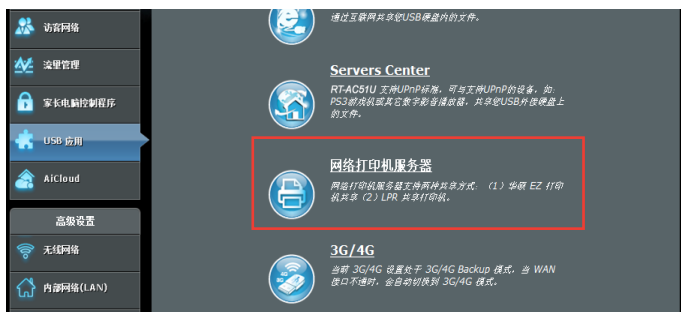 访客网络
流量管理
家长电脑控制程序
USB 应用
AiCloud
高级设置
无线网络
内部网络(LAN)
通过互联网共享您USB硬盘内的文件。
Servers Center
RT-AC51U 支持UPnP标准，可与支持UPnP的设备，如:
PS3游戏机或其它数字影音播放器，共享您USB外接硬盘上
的文件。
网络打印机服务器
网络打印机服务器支持两种共享方式: （1）华硕 EZ 打印
机共享（2）LPR 共享打印机。
3G/4G
当前 3G/4G 设置处于 3G/4G Backup 模式，当 WAN
接口不通时，会自动切换到 3G/4G 模式。